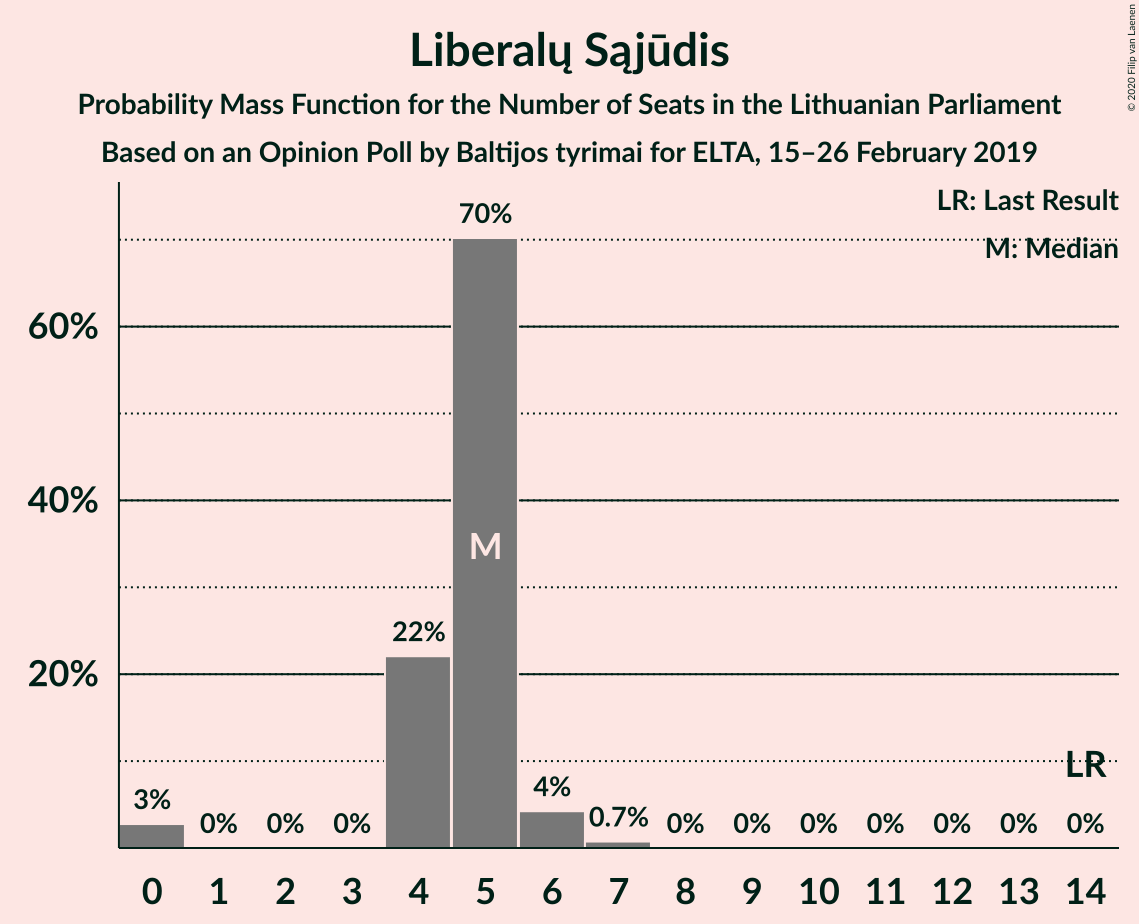 Liberalų Sąjūdis
Probability Mass Function for the Number of Seats in the Lithuanian Parliament
Based on an Opinion Poll by Baltijos tyrimai for ELTA, 15–26 February 2019
© 2020 Filip van Laenen
LR: Last Result
M: Median
60%
40%
20%
3%
0%
0%
0%
22%
70%
M
4%
0.7%
0%
0%
0%
0%
0%
0%
0%
LR
0 1 2 3 4 5 6 7 8 9 10 11 12 13 14